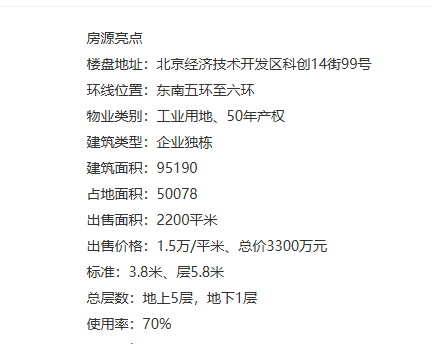 房源亮点
楼盘地址：北京经济技术开发区科创14街99号
环线位置：东南五环至六环
物业类别：工业用地、50年产权
建筑类型：企业独栋
建筑面积：95190
占地面积：50078
出售面积：2200平米
出售价格：1.5万/平米、总价3300万元
标准：3.8米、层5.8米
总层数：地上5层，地下1层
使用率：70%